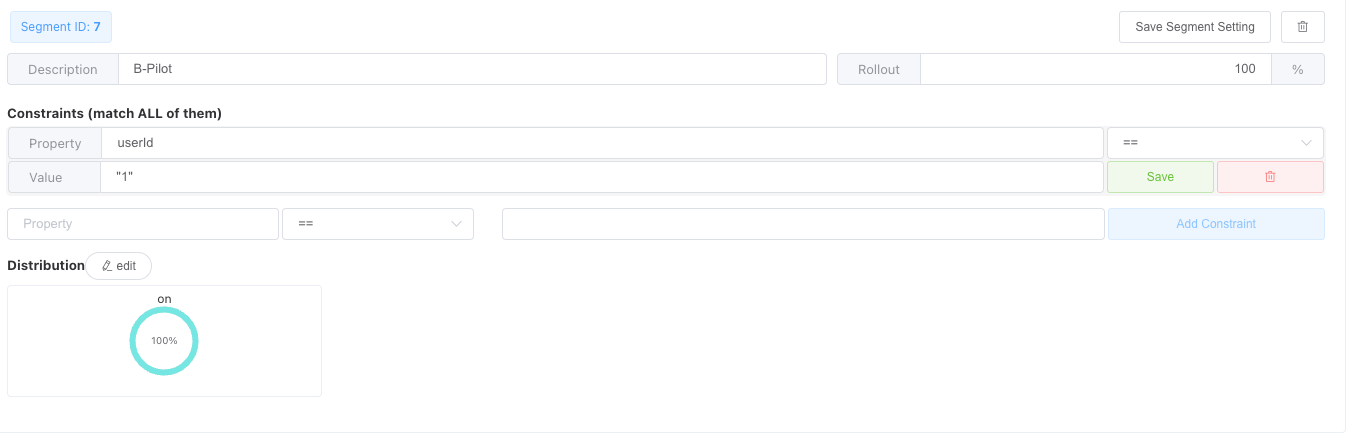 Segment ID: 7
Save Segment Setting
Description B-Pilot Rollout 100 %
Constraints (match ALL of them)
Property userId ==
Value "1" Save
Property == Add Constraint
Distribution edit
on
100%